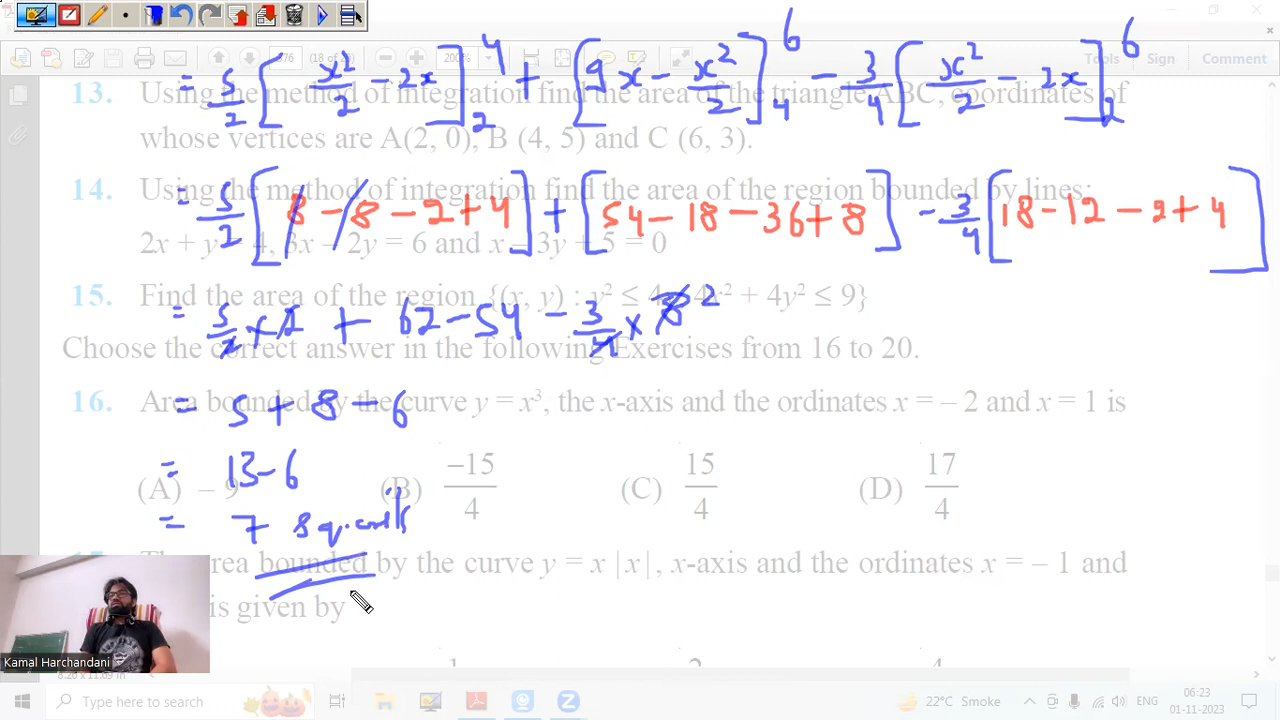 = 5/2 [x²/2 − 2x]₂⁴ + [9x − x²/2]₄⁶ − 3/4 [x²/2 − 2x]₂⁶
Tools Sign Comment
13. Using the method of integration find the area of the triangle ABC, coordinates of
whose vertices are A(2, 0), B (4, 5) and C (6, 3).
14. Using the method of integration find the area of the region bounded by lines:
= 5/2 [8 − 8 − 2 + 4] + [54 − 18 − 36 + 8] − 3/4 [18 − 12 − 2 + 4]
2x + y = 4, 3x – 2y = 6 and x – 3y + 5 = 0
15. Find the area of the region {(x, y) : y² ≤ 4x, 4x² + 4y² ≤ 9}
= 5/2 × 2 + 62 − 54 − 3/4 × 8 2
Choose the correct answer in the following Exercises from 16 to 20.
16. Area bounded by the curve y = x³, the x-axis and the ordinates x = – 2 and x = 1 is
= 5 + 8 − 6
= 13 − 6
(A) – 9 (B) –15/4 (C) 15/4 (D) 17/4
= 7 sq. units
17. The area bounded by the curve y = x |x|, x-axis and the ordinates x = – 1 and
is given by
Kamal Harchandani
8.26 x 11.69 in
Type here to search
22°C Smoke
ENG
06:23
01-11-2023